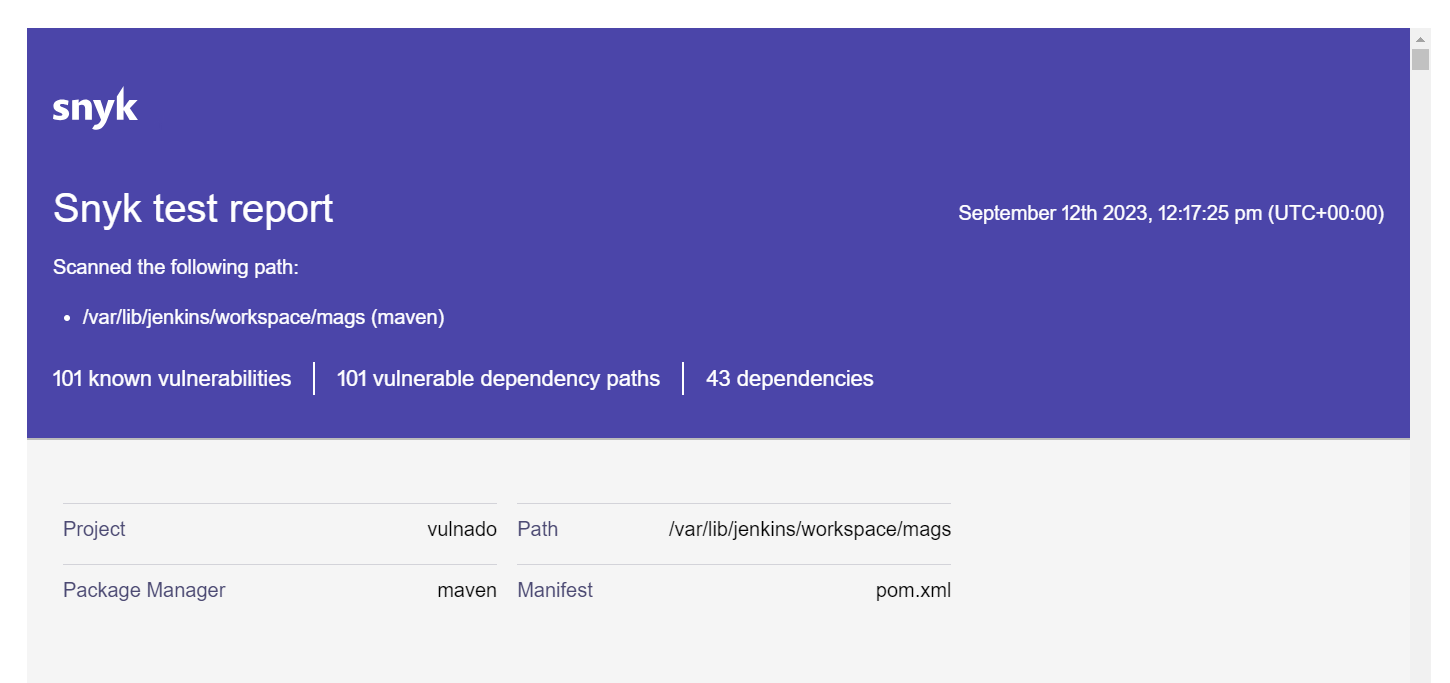 snyk
Snyk test report
September 12th 2023, 12:17:25 pm (UTC+00:00)
Scanned the following path:
• /var/lib/jenkins/workspace/mags (maven)
101 known vulnerabilities
101 vulnerable dependency paths
43 dependencies
Project vulnado
Path /var/lib/jenkins/workspace/mags
Package Manager maven
Manifest pom.xml